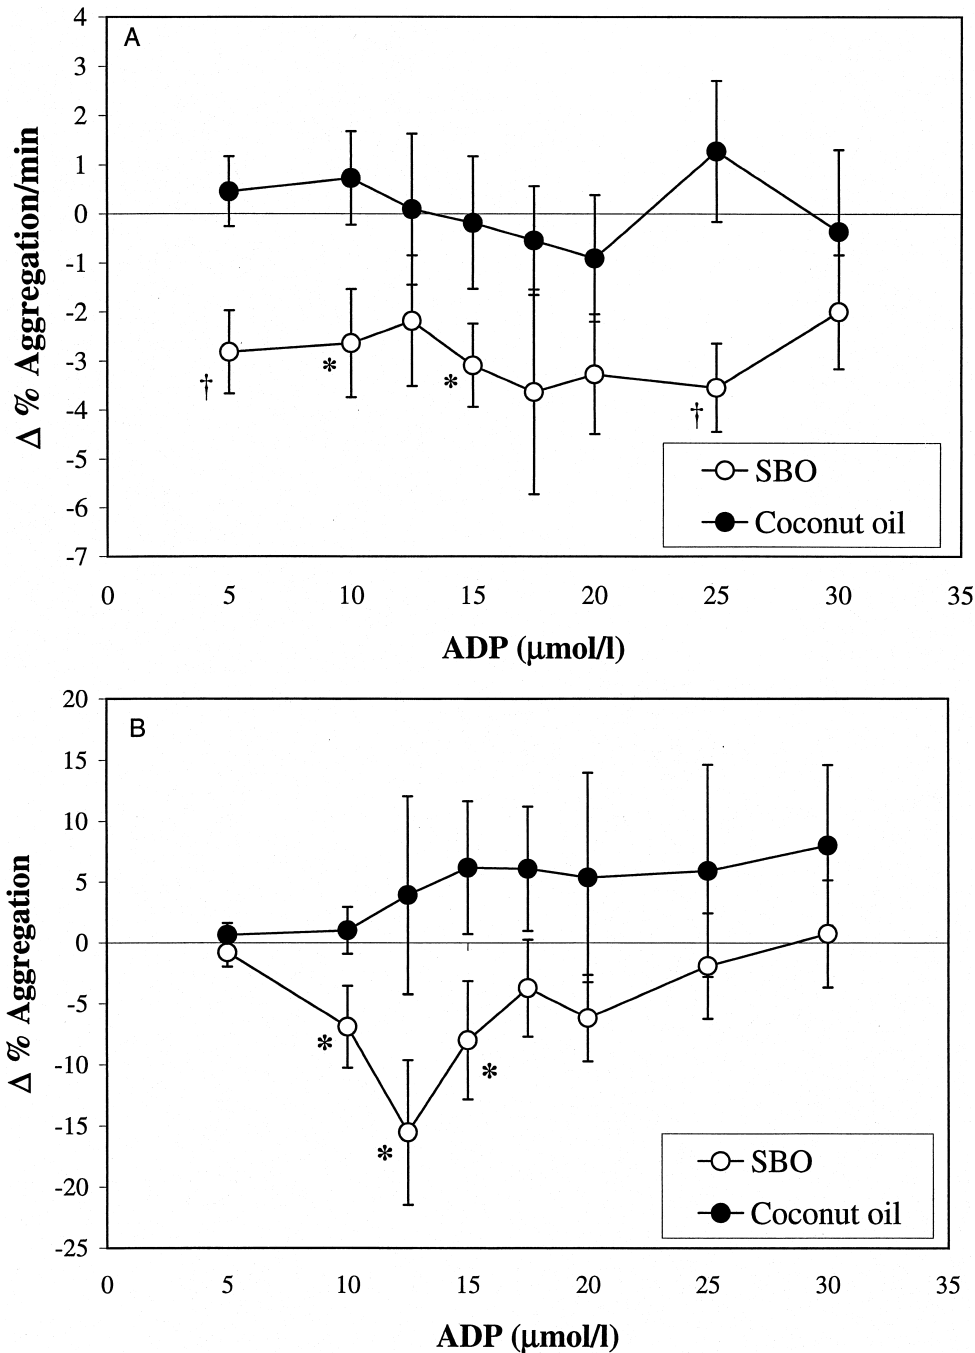 A
4
3
2
1
0
-1
-2
-3
-4
-5
-6
-7
Δ % Aggregation/min
†
*
*
†
SBO
Coconut oil
0 5 10 15 20 25 30 35
ADP (μmol/l)
B
20
15
10
5
0
-5
-10
-15
-20
-25
Δ % Aggregation
*
*
*
SBO
Coconut oil
0 5 10 15 20 25 30 35
ADP (μmol/l)